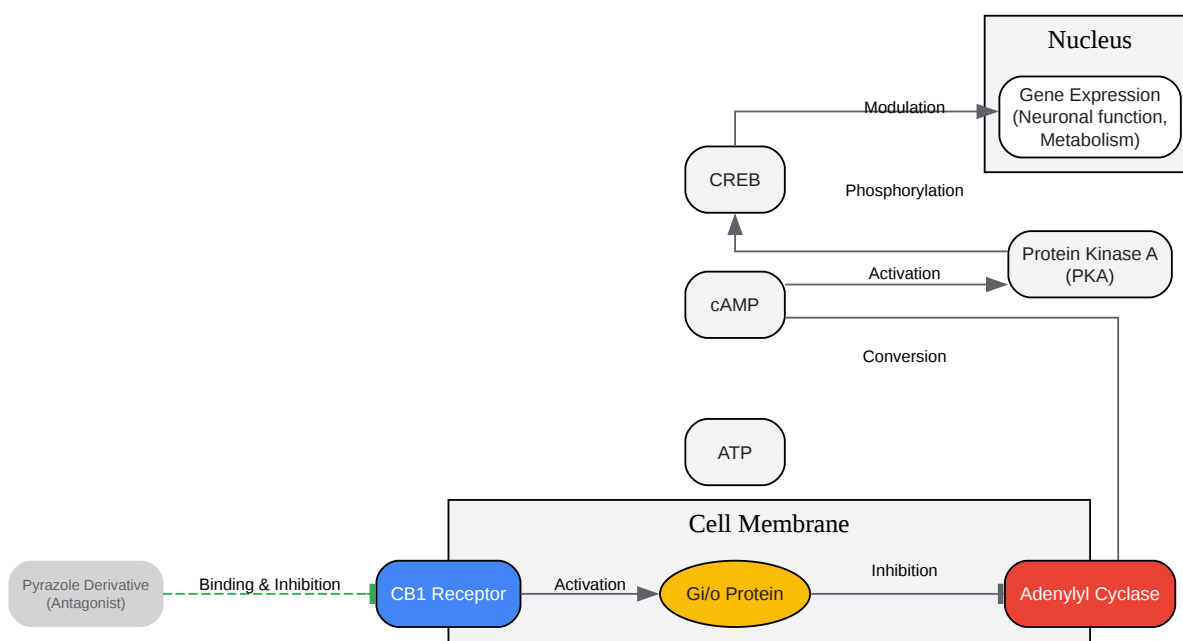 Nucleus
Gene Expression
(Neuronal function,
Metabolism)
Modulation
CREB
Phosphorylation
Protein Kinase A
(PKA)
Activation
cAMP
Conversion
ATP
Cell Membrane
Pyrazole Derivative
(Antagonist)
Binding & Inhibition
CB1 Receptor
Activation
Gi/o Protein
Inhibition
Adenylyl Cyclase